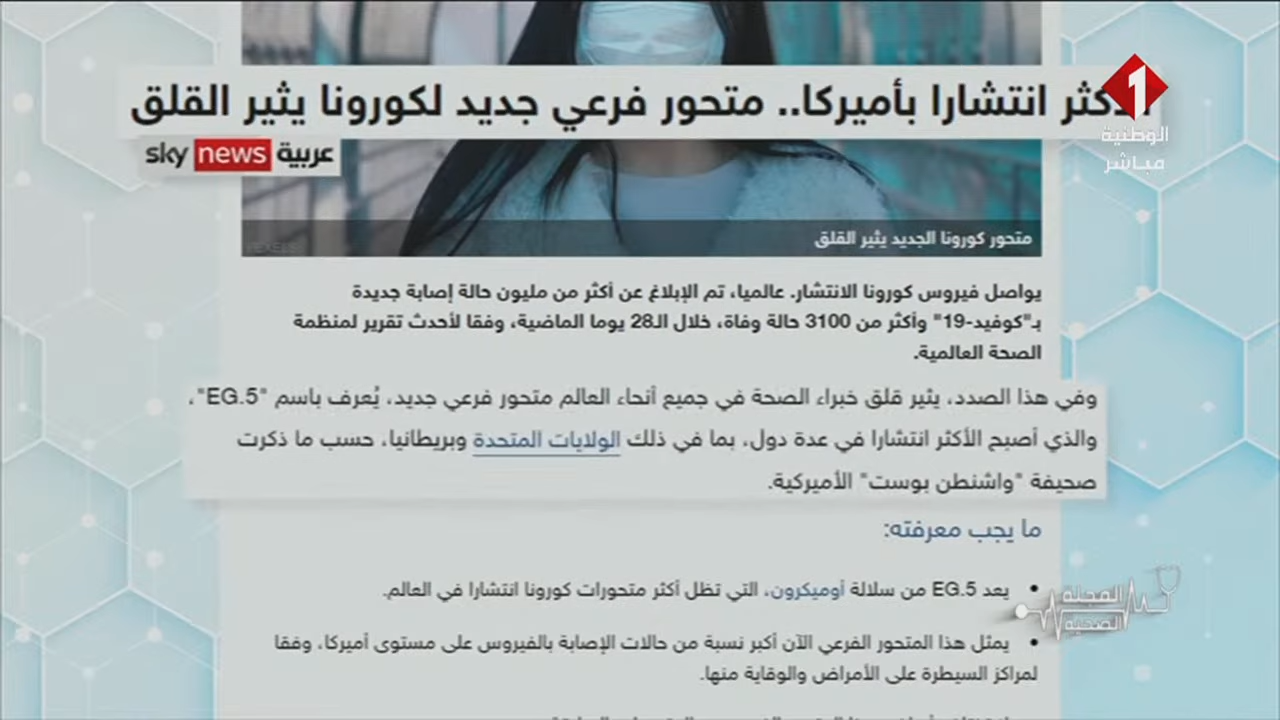 الأكثر انتشارا بأميركا.. متحور فرعي جديد لكورونا يثير القلق
sky news عربية
1
الوطنية
مباشر
PEXELS
متحور كورونا الجديد يثير القلق
يواصل فيروس كورونا الانتشار. عالميا، تم الإبلاغ عن أكثر من مليون حالة إصابة جديدة
بـ"كوفيد-19" وأكثر من 3100 حالة وفاة، خلال الـ28 يوما الماضية، وفقا لأحدث تقرير لمنظمة
الصحة العالمية.
وفي هذا الصدد، يثير قلق خبراء الصحة في جميع أنحاء العالم متحور فرعي جديد، يُعرف باسم "EG.5"،
والذي أصبح الأكثر انتشارا في عدة دول، بما في ذلك الولايات المتحدة وبريطانيا، حسب ما ذكرت
صحيفة "واشنطن بوست" الأميركية.
ما يجب معرفته:
• يعد EG.5 من سلالة أوميكرون، التي تظل أكثر متحورات كورونا انتشارا في العالم.
• يمثل هذا المتحور الفرعي الآن أكبر نسبة من حالات الإصابة بالفيروس على مستوى أميركا، وفقا
لمراكز السيطرة على الأمراض والوقاية منها.
المجلة
الصحية